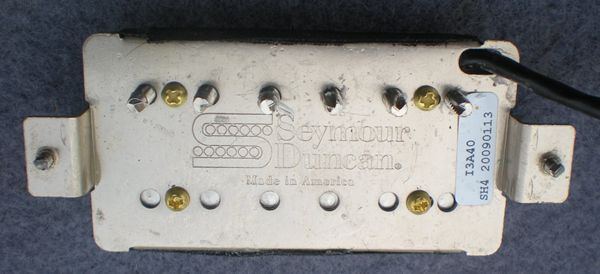 Seymour
Duncan®
Made in America
I3A40
SH4 20090113